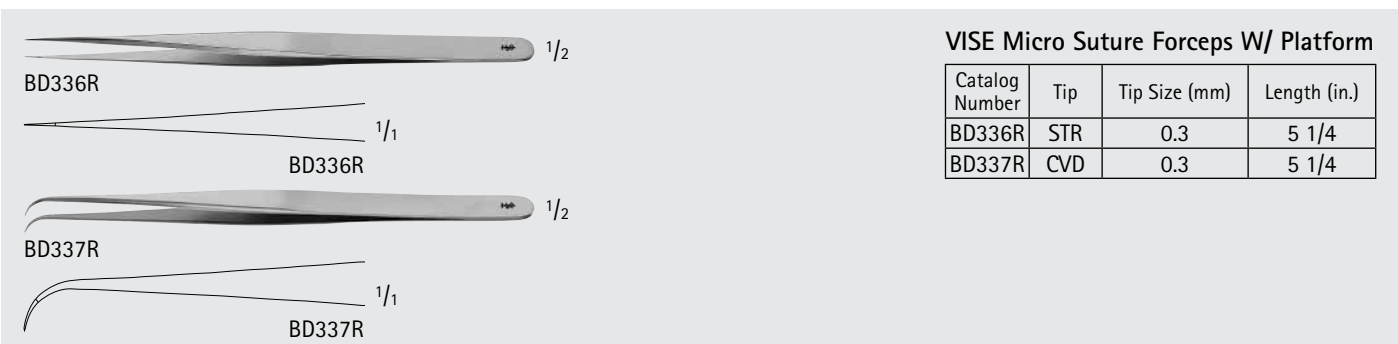 1/2
BD336R
1/1
BD336R
1/2
BD337R
1/1
BD337R
VISE Micro Suture Forceps W/ Platform
Catalog Number Tip Tip Size (mm) Length (in.)
BD336R STR 0.3 5 1/4
BD337R CVD 0.3 5 1/4